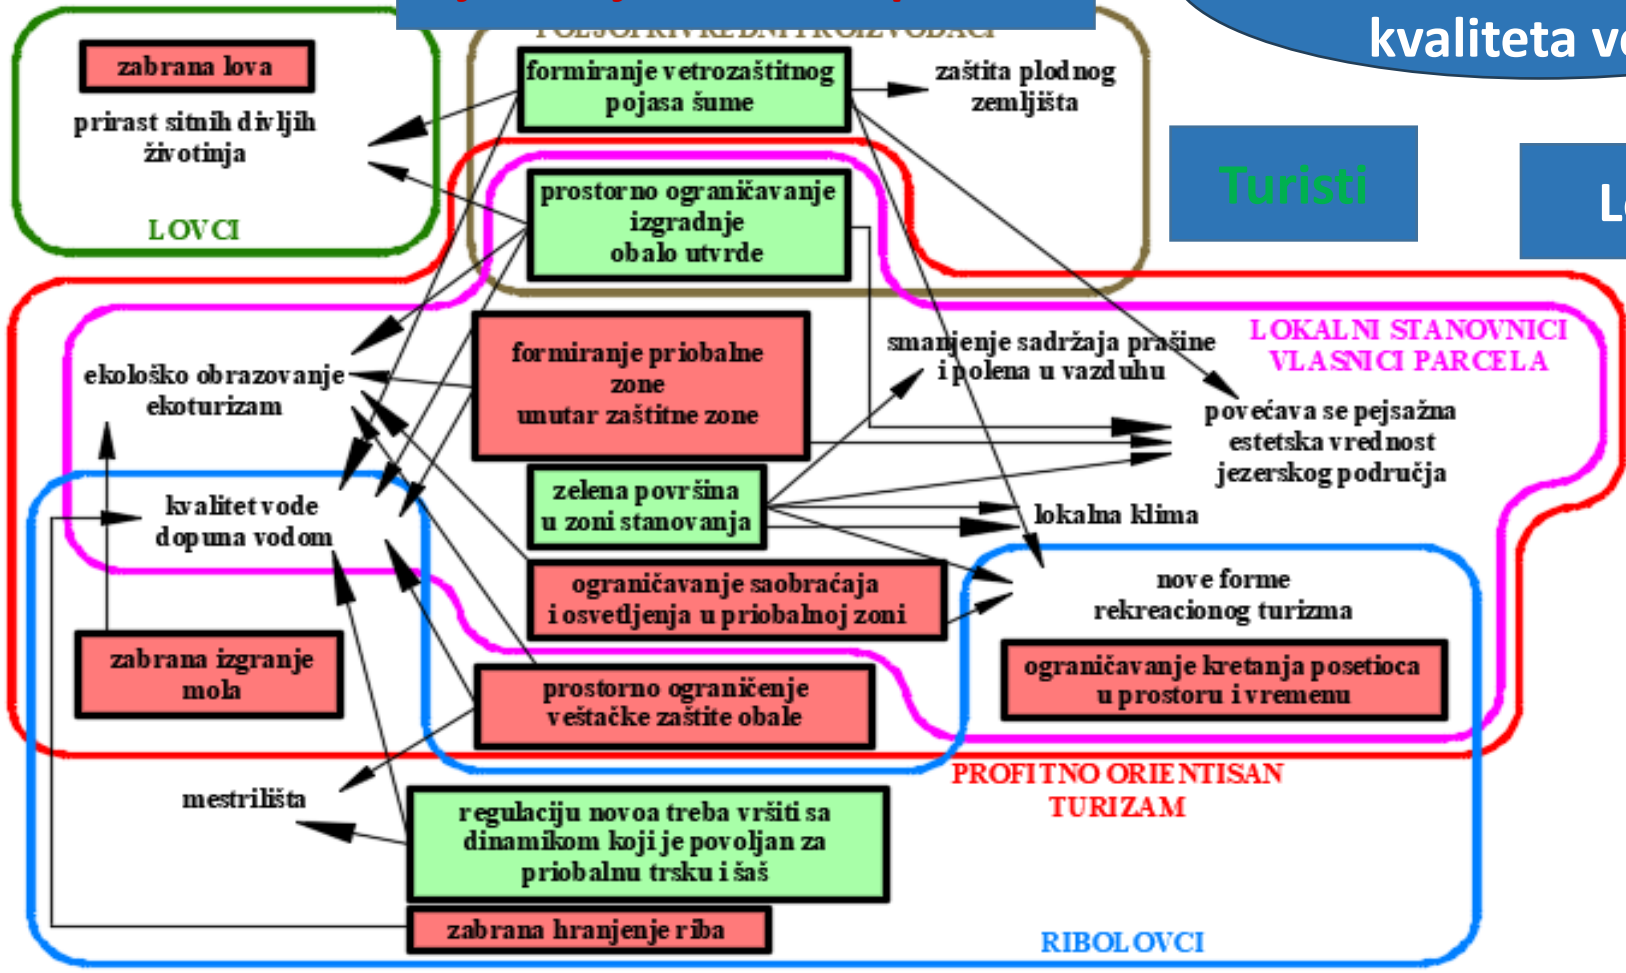 kvaliteta
POLJOPRIVREDNI PROIZVOĐAČI
zabrana lova
prirast sitnih divljih
životinja
LOVCI
formiranje vetrozaštitnog
pojasa šume
zaštita plodnog
zemljišta
Turisti
prostorno ograničavanje
izgradnje
obalo utvrde
LOKALNI STANOVNICI
VLASNICI PARCELA
formiranje priobalne
zone
unutar zaštitne zone
smanjenje sadržaja prašine
i polena u vazduhu
ekološko obrazovanje
ekoturizam
povećava se pejsažna
estetska vrednost
jezerskog područja
zelena površina
u zoni stanovanja
lokalna klima
kvalitet vode
dopuna vodom
ograničavanje saobraćaja
i osvetljenja u priobalnoj zoni
nove forme
rekreacionog turizma
zabrana izgranje
mola
prostorno ograničenje
veštačke zaštite obale
ograničavanje kretanja posetioca
u prostoru i vremenu
PROFITNO ORIENTISAN
TURIZAM
mestrilišta
regulaciju novoa treba vršiti sa
dinamikom koji je povoljan za
priobalnu trsku i šaš
zabrana hranjenje riba
RIBOLOVCI